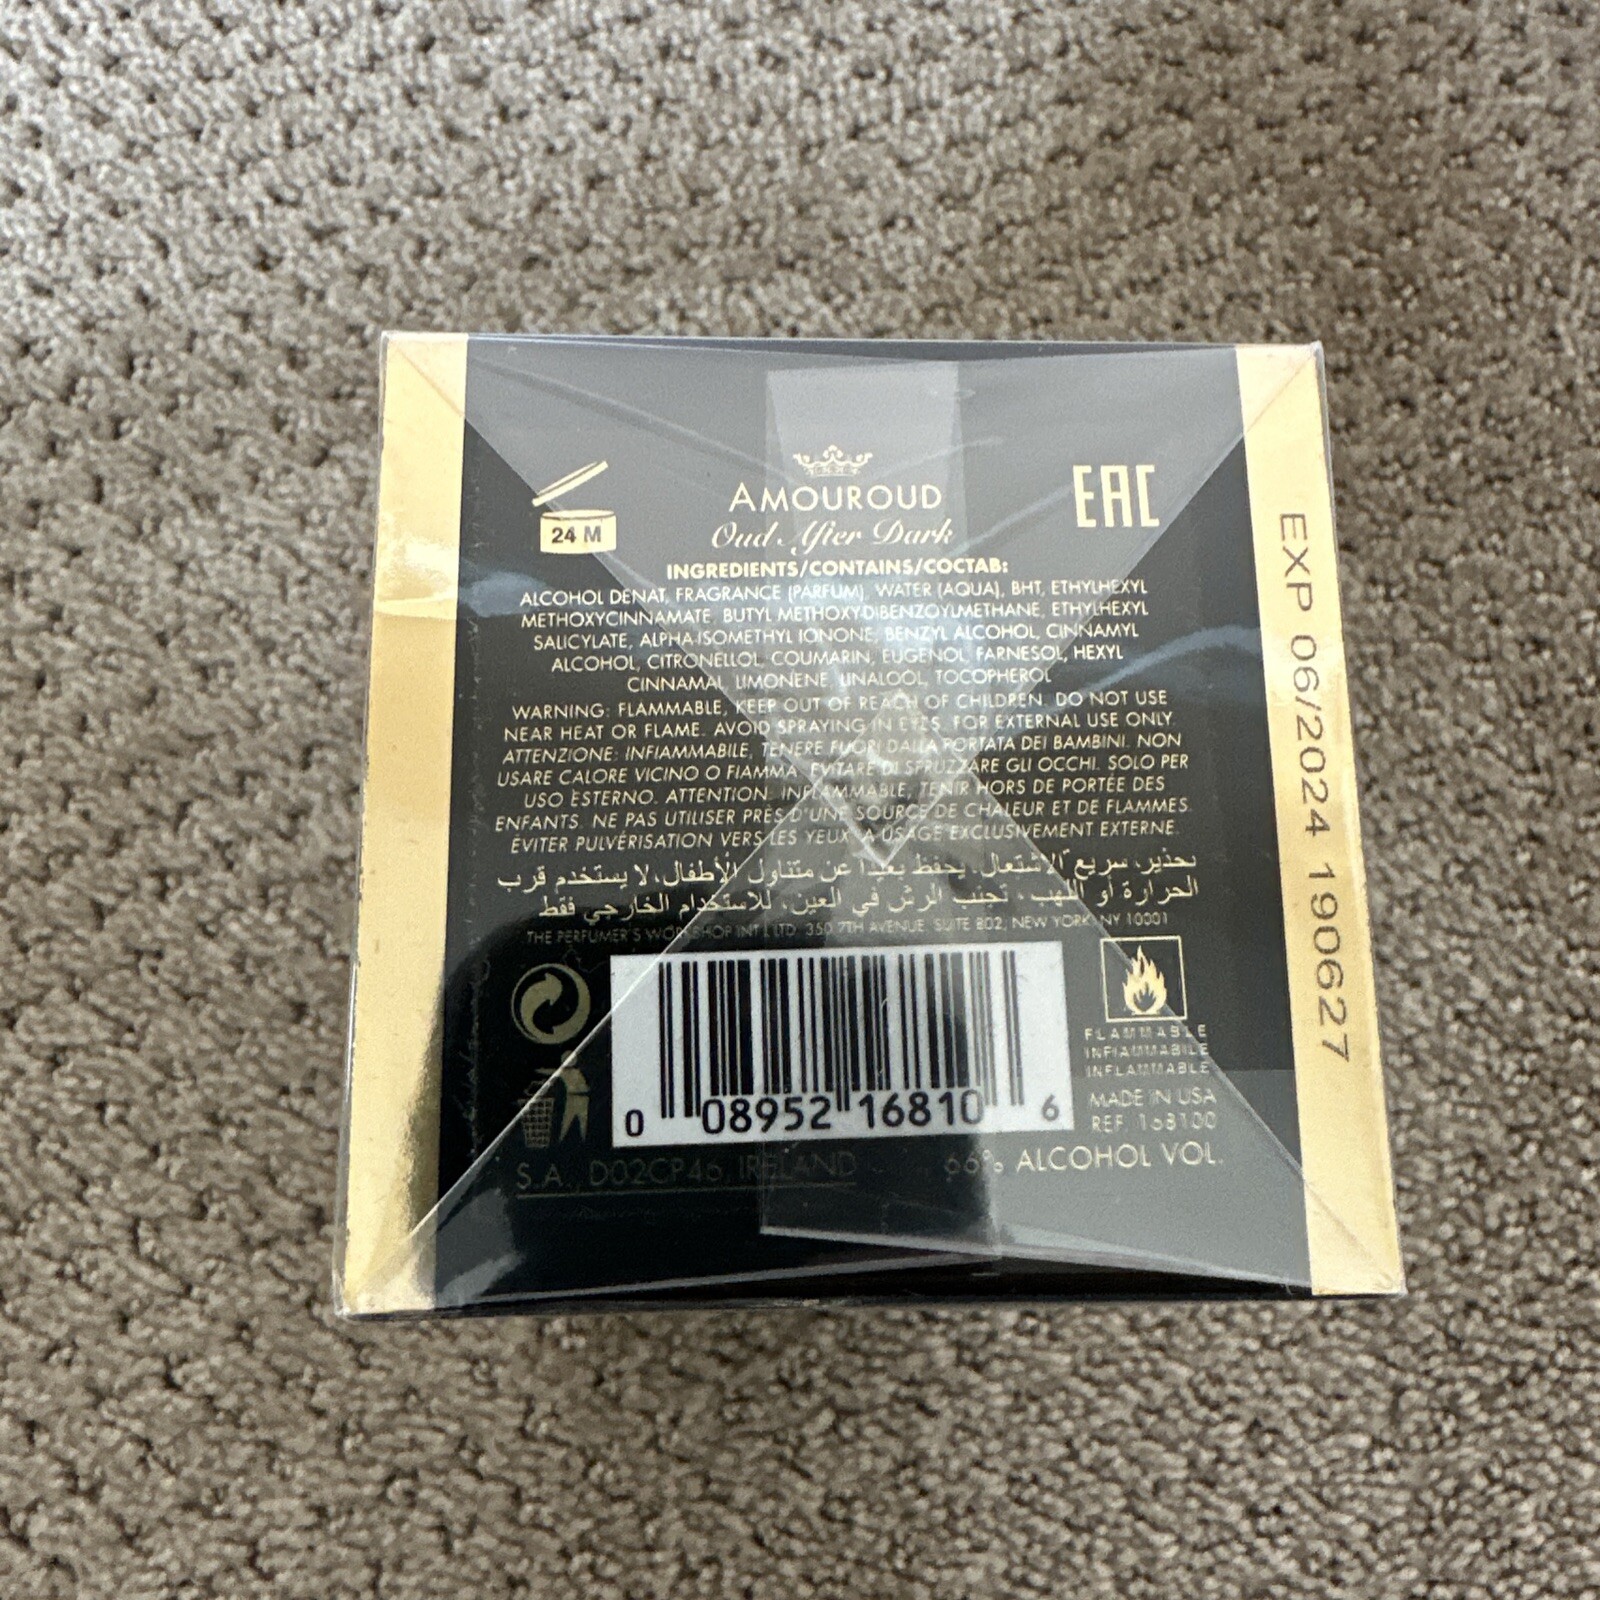 24 M
AMOUROUD
Oud After Dark
EAC
INGREDIENTS/CONTAINS/COCTAB:
ALCOHOL DENAT, FRAGRANCE (PARFUM), WATER (AQUA), BHT, ETHYLHEXYL
METHOXYCINNAMATE, BUTYL METHOXYDIBENZOYLMETHANE, ETHYLHEXYL
SALICYLATE, ALPHA-ISOMETHYL IONONE, BENZYL ALCOHOL, CINNAMYL
ALCOHOL, CITRONELLOL, COUMARIN, EUGENOL, FARNESOL, HEXYL
CINNAMAL, LIMONENE, LINALOOL, TOCOPHEROL
WARNING: FLAMMABLE, KEEP OUT OF REACH OF CHILDREN. DO NOT USE
NEAR HEAT OR FLAME. AVOID SPRAYING IN EYES. FOR EXTERNAL USE ONLY.
ATTENZIONE: INFIAMMABILE, TENERE FUORI DALLA PORTATA DEI BAMBINI. NON
USARE CALORE VICINO O FIAMMA. EVITARE DI SPRUZZARE GLI OCCHI. SOLO PER
USO ESTERNO. ATTENTION. INFLAMMABLE, TENIR HORS DE PORTÉE DES
ENFANTS. NE PAS UTILISER PRÈS D'UNE SOURCE DE CHALEUR ET DE FLAMMES.
ÉVITER PULVÉRISATION VERS LES YEUX. A USAGE EXCLUSIVEMENT EXTERNE.
تحذير، سريع الاشتعال. يحفظ بعيدا عن متناول الأطفال، لا يستخدم قرب
الحرارة أو اللهب، تجنب الرش في العين، للاستخدام الخارجي فقط
THE PERFUMER'S WORKSHOP INT'L LTD. 350 7TH AVENUE, SUITE 802, NEW YORK, NY 10001
0 08952 16810 6
FLAMMABLE
INFIAMMABILE
INFLAMMABLE
MADE IN USA
REF. 168100
S.A., D02CP46, IRELAND
66% ALCOHOL VOL.
EXP 06/2024 190627